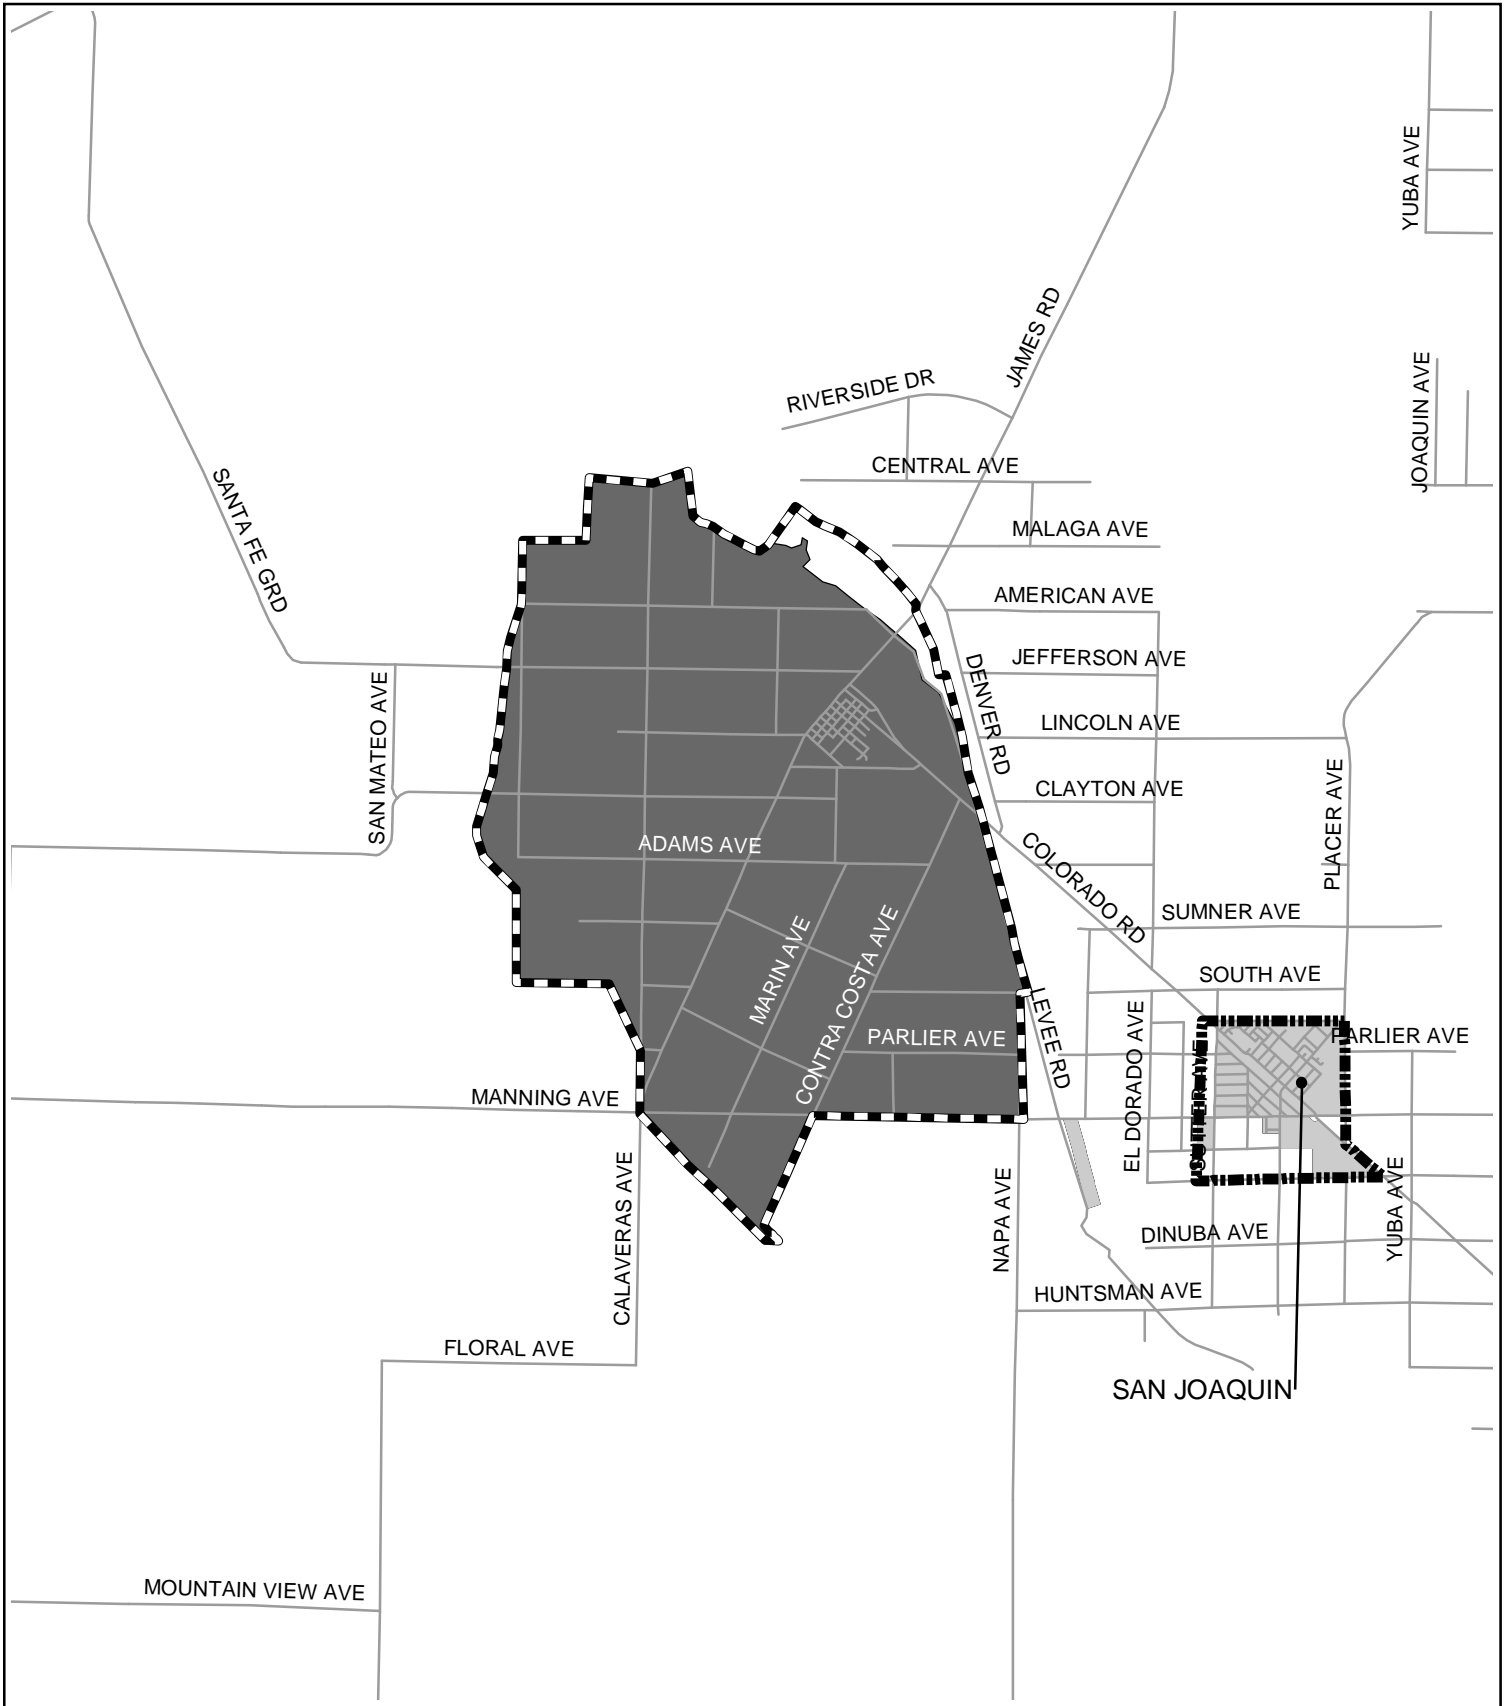 YUBA AVE
JAMES RD
RIVERSIDE DR
JOAQUIN AVE
CENTRAL AVE
SANTA FE GRD
MALAGA AVE
AMERICAN AVE
JEFFERSON AVE
DENVER RD
SAN MATEO AVE
LINCOLN AVE
CLAYTON AVE
PLACER AVE
ADAMS AVE
COLORADO RD
SUMNER AVE
MARIN AVE
CONTRA COSTA AVE
SOUTH AVE
LEVEE RD
PARLIER AVE
EL DORADO AVE
SUTTER AVE
PARLIER AVE
MANNING AVE
CALAVERAS AVE
NAPA AVE
YUBA AVE
DINUBA AVE
HUNTSMAN AVE
FLORAL AVE
SAN JOAQUIN
MOUNTAIN VIEW AVE